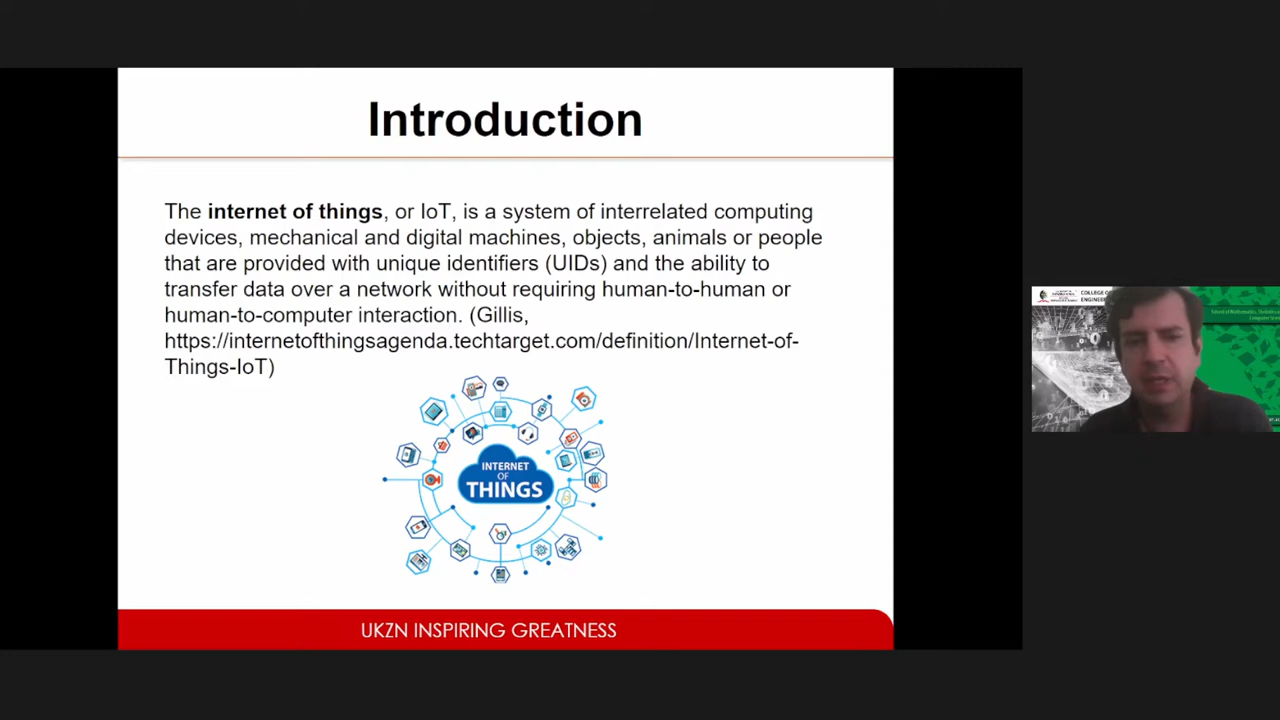 Introduction
The internet of things, or IoT, is a system of interrelated computing
devices, mechanical and digital machines, objects, animals or people
that are provided with unique identifiers (UIDs) and the ability to
transfer data over a network without requiring human-to-human or
human-to-computer interaction. (Gillis,
https://internetofthingsagenda.techtarget.com/definition/Internet-of-
Things-IoT)
INTERNET
OF
THINGS
UKZN INSPIRING GREATNESS
COLLEGE O
ENGINEE